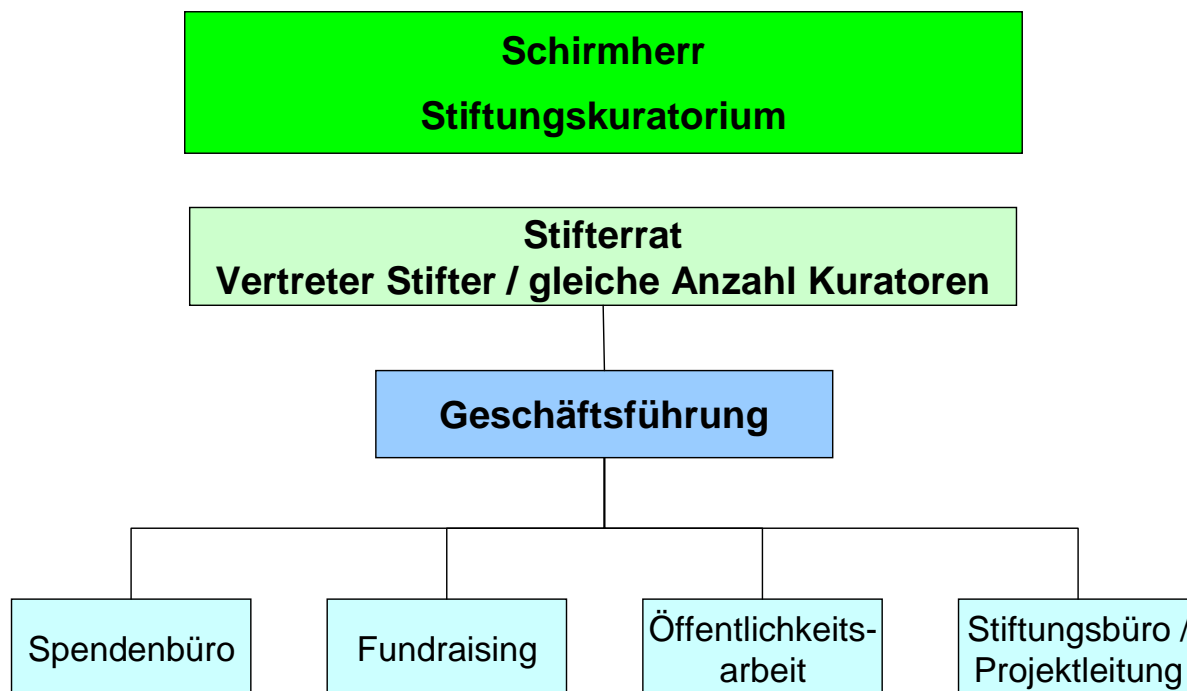 Schirmherr
Stiftungskuratorium
Stifterrat
Vertreter Stifter / gleiche Anzahl Kuratoren
Geschäftsführung
Spendenbüro
Fundraising
Öffentlichkeits-
arbeit
Stiftungsbüro /
Projektleitung